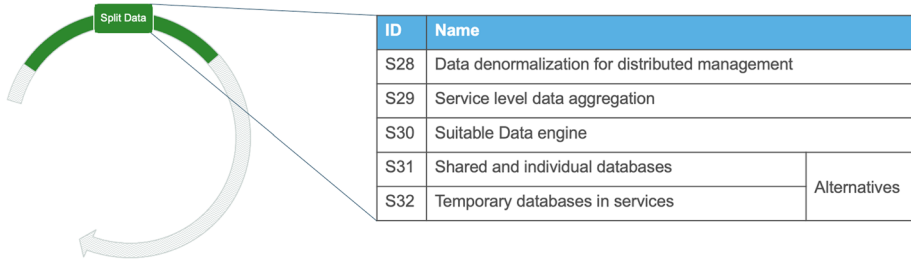 Split Data
ID Name
S28 Data denormalization for distributed management
S29 Service level data aggregation
S30 Suitable Data engine
S31 Shared and individual databases
Alternatives
S32 Temporary databases in services